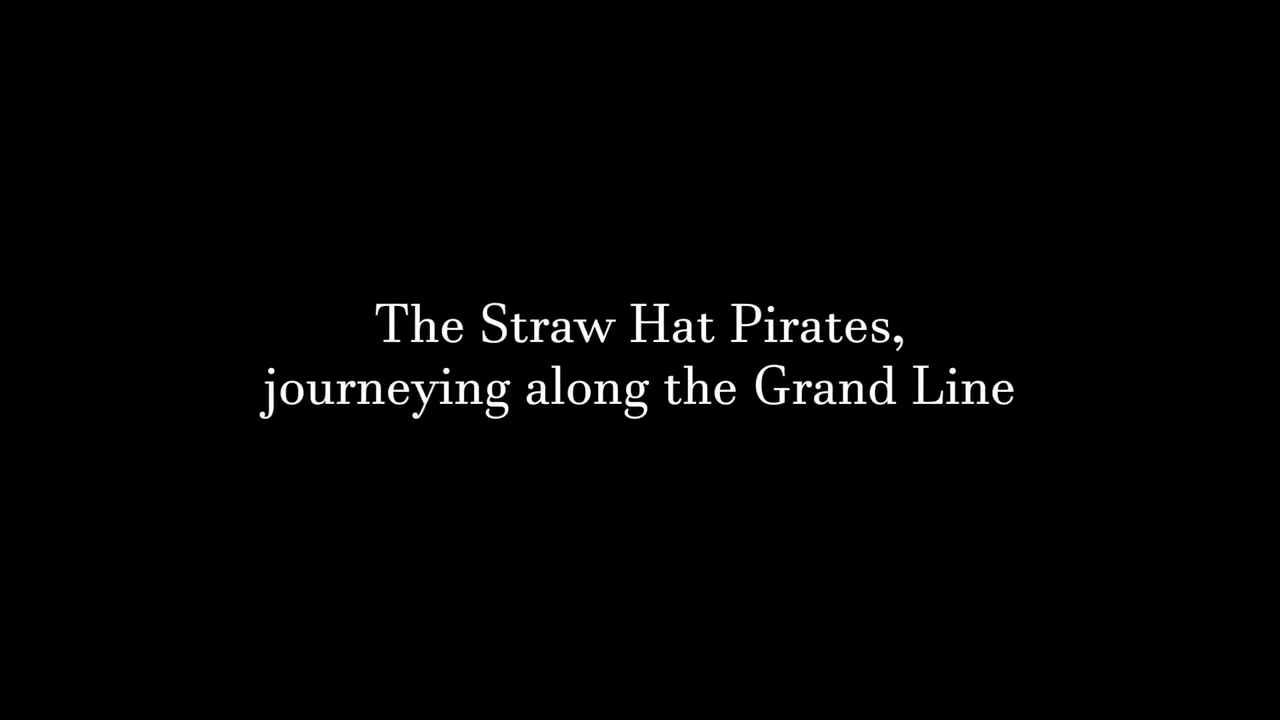 The Straw Hat Pirates,
journeying along the Grand Line